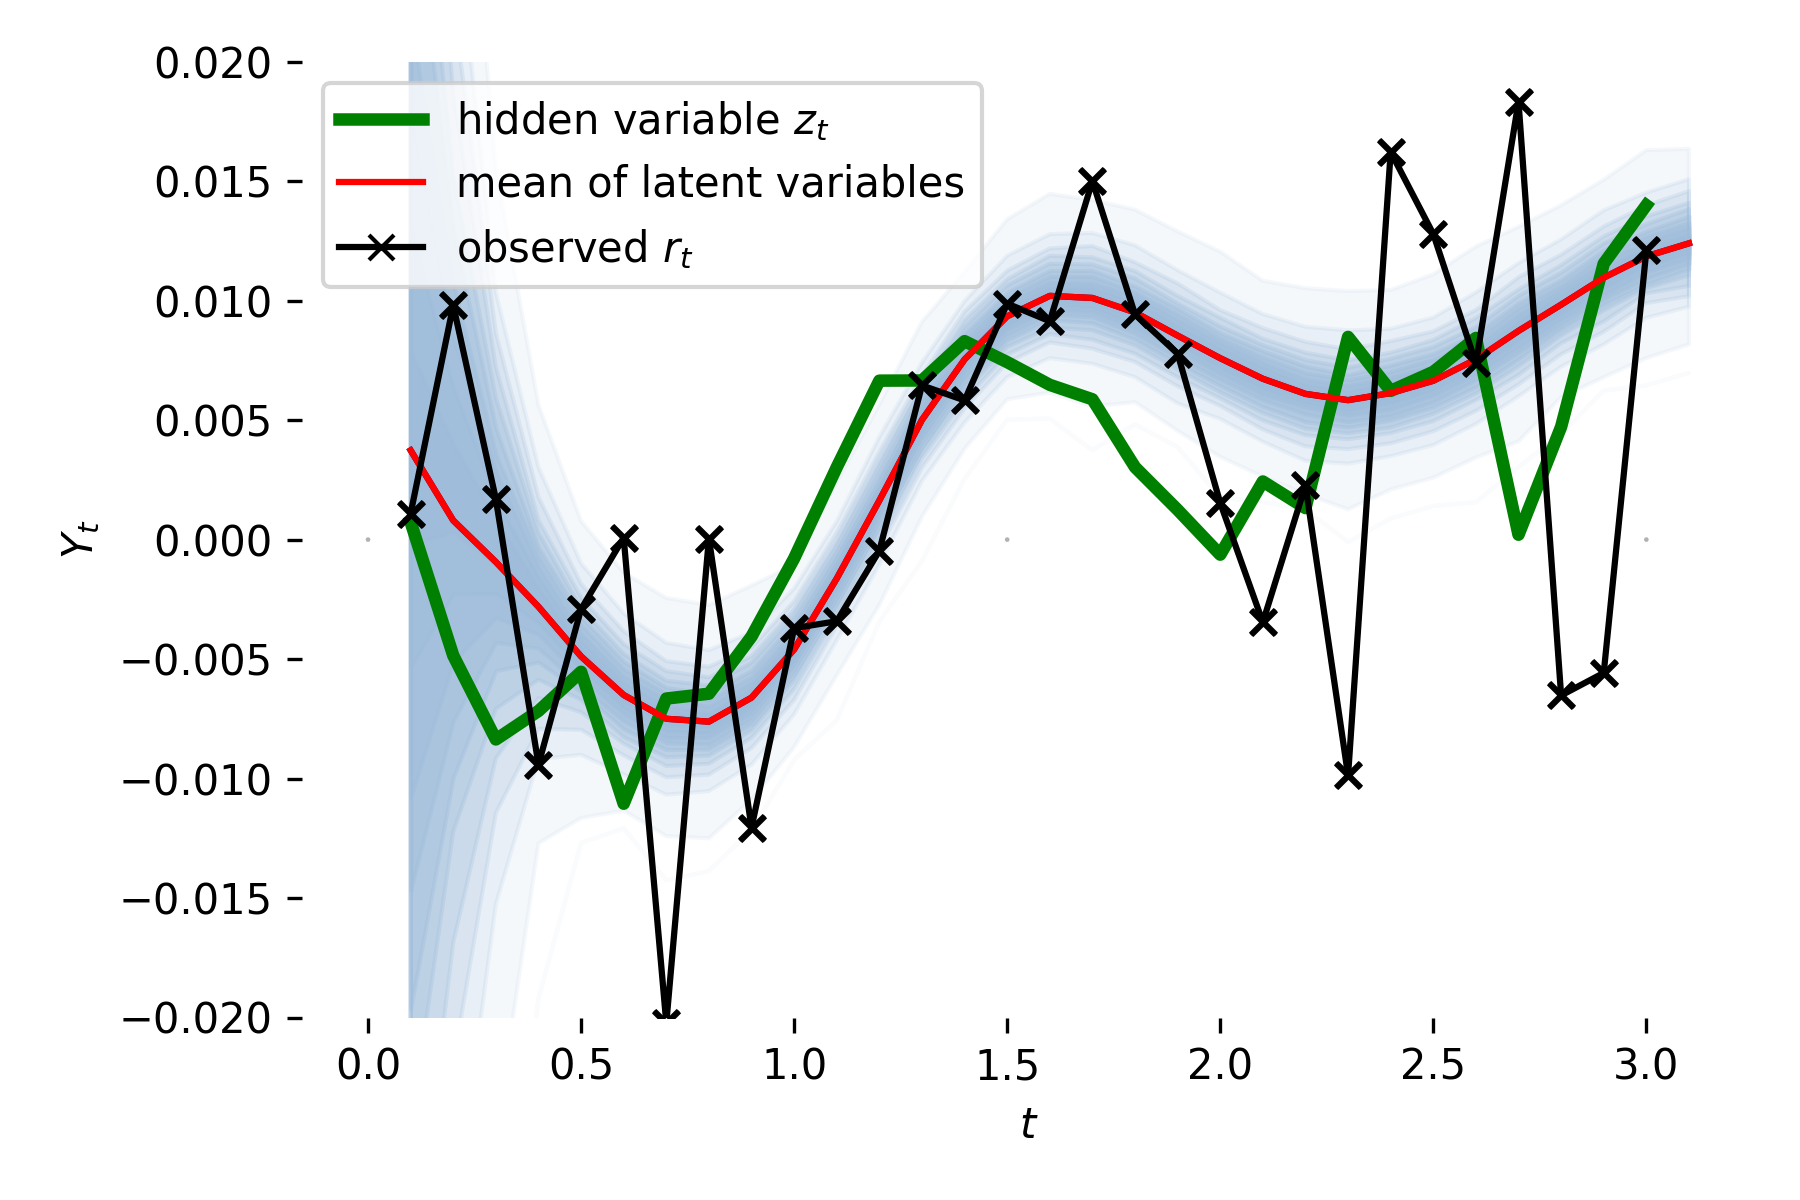 0.020
0.015
0.010
0.005
0.000
−0.005
−0.010
−0.015
−0.020
Y_t
hidden variable z_t
mean of latent variables
observed r_t
0.0 0.5 1.0 1.5 2.0 2.5 3.0
t